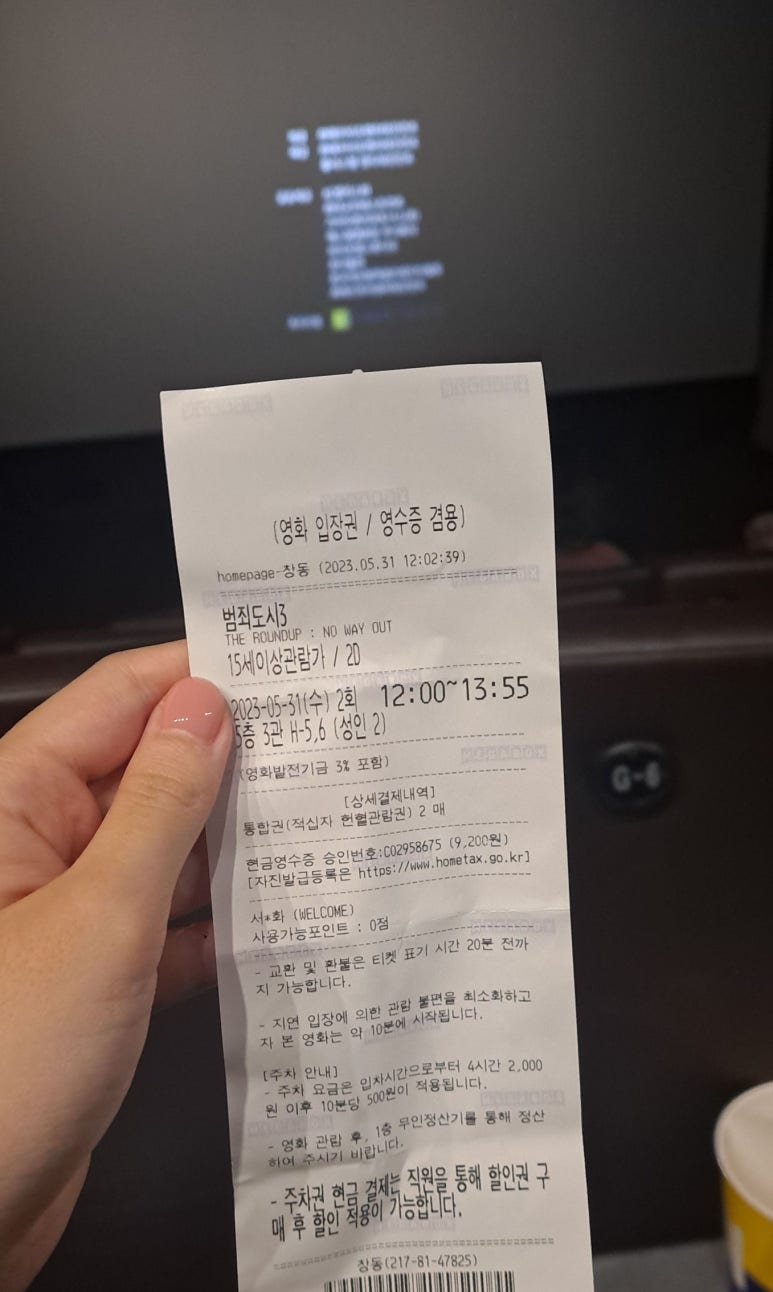 (영화 입장권 / 영수증 겸용)
homepage-창동 (2023.05.31 12:02:39)
범죄도시3
THE ROUNDUP : NO WAY OUT
15세이상관람가 / 2D
2023-05-31(수) 2회 12:00~13:55
5층 3관 H-5,6 (성인 2)
(영화발전기금 3% 포함)
[상세결제내역]
통합권(적십자 헌혈관람권) 2 매
현금영수증 승인번호:C02958675 (9,200원)
[자진발급등록은 https://www.hometax.go.kr]
서*화 (WELCOME)
사용가능포인트 : 0점
- 교환 및 환불은 티켓 표기 시간 20분 전까
지 가능합니다.
- 지연 입장에 의한 관람 불편을 최소화하고
자 본 영화는 약 10분에 시작됩니다.
[주차 안내]
- 주차 요금은 입차시간으로부터 4시간 2,000
원 이후 10분당 500원이 적용됩니다.
- 영화 관람 후, 1층 무인정산기를 통해 정산
하여 주시기 바랍니다.
- 주차권 현금 결제는 직원을 통해 할인권 구
매 후 할인 적용이 가능합니다.
창동(217-81-47825)
G-6